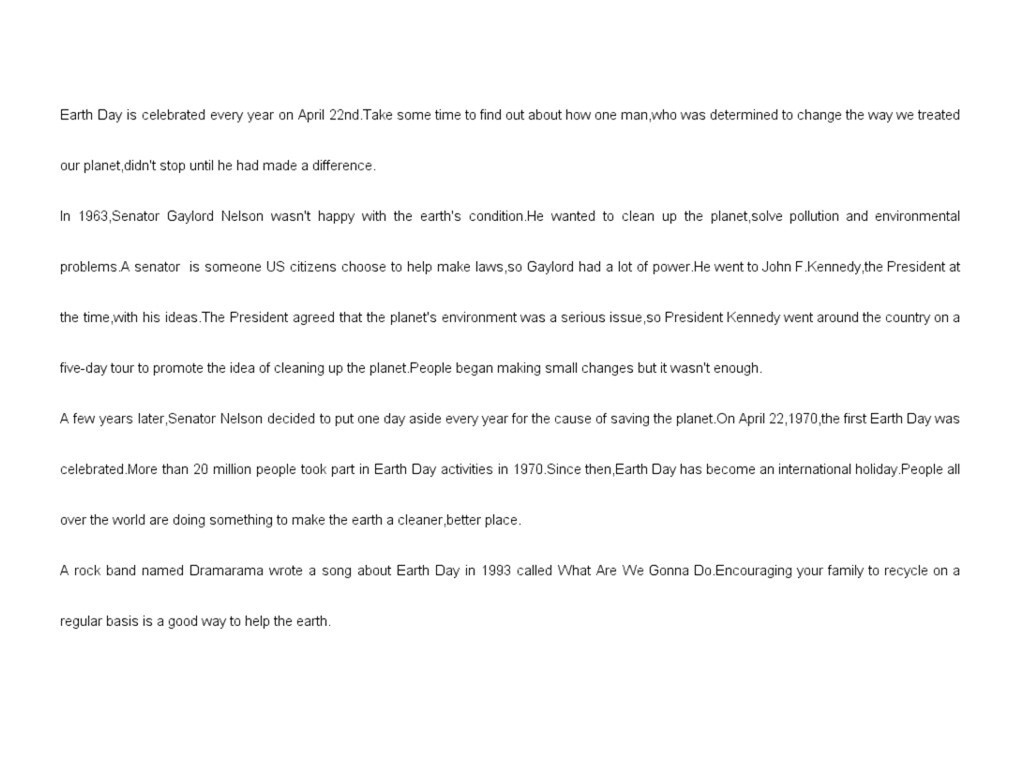 Earth Day is celebrated every year on April 22nd.Take some time to find out about how one man,who was determined to change the way we treated
our planet,didn't stop until he had made a difference.
In 1963,Senator Gaylord Nelson wasn't happy with the earth's condition.He wanted to clean up the planet,solve pollution and environmental
problems.A senator  is someone US citizens choose to help make laws,so Gaylord had a lot of power.He went to John F.Kennedy,the President at
the time,with his ideas.The President agreed that the planet's environment was a serious issue,so President Kennedy went around the country on a
five-day tour to promote the idea of cleaning up the planet.People began making small changes but it wasn't enough.
A few years later,Senator Nelson decided to put one day aside every year for the cause of saving the planet.On April 22,1970,the first Earth Day was
celebrated.More than 20 million people took part in Earth Day activities in 1970.Since then,Earth Day has become an international holiday.People all
over the world are doing something to make the earth a cleaner,better place.
A rock band named Dramarama wrote a song about Earth Day in 1993 called What Are We Gonna Do.Encouraging your family to recycle on a
regular basis is a good way to help the earth.